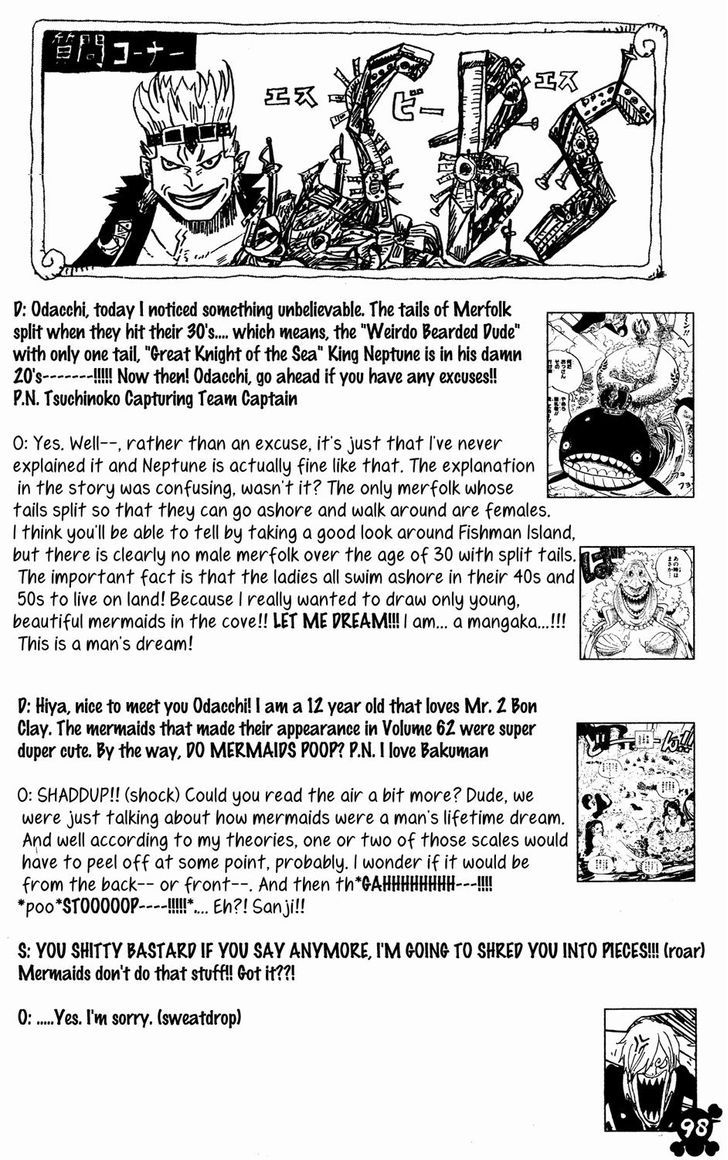 質問コーナー
エス ビー エス
SBS
D: Odacchi, today I noticed something unbelievable. The tails of Merfolk
split when they hit their 30's.... which means, the "Weirdo Bearded Dude"
with only one tail, "Great Knight of the Sea" King Neptune is in his damn
20's-------!!!!! Now then! Odacchi, go ahead if you have any excuses!!
P.N. Tsuchinoko Capturing Team Captain
O: Yes. Well--, rather than an excuse, it's just that I've never
explained it and Neptune is actually fine like that. The explanation
in the story was confusing, wasn't it? The only merfolk whose
tails split so that they can go ashore and walk around are females.
I think you'll be able to tell by taking a good look around Fishman Island,
but there is clearly no male merfolk over the age of 30 with split tails.
The important fact is that the ladies all swim ashore in their 40s and
50s to live on land! Because I really wanted to draw only young,
beautiful mermaids in the cove!! LET ME DREAM!!! I am... a mangaka...!!!
This is a man's dream!
あの時は
まさか
D: Hiya, nice to meet you Odacchi! I am a 12 year old that loves Mr. 2 Bon
Clay. The mermaids that made their appearance in Volume 62 were super
duper cute. By the way, DO MERMAIDS POOP? P.N. I love Bakuman
O: SHADDUP!! (shock) Could you read the air a bit more? Dude, we
were just talking about how mermaids were a man's lifetime dream.
And well according to my theories, one or two of those scales would
have to peel off at some point, probably. I wonder if it would be
from the back-- or front--. And then th*GAHHHHHHHH---!!!!
*poo*STOOOOOP----!!!!!*.... Eh?! Sanji!!
S: YOU SHITTY BASTARD IF YOU SAY ANYMORE, I'M GOING TO SHRED YOU INTO PIECES!!! (roar)
Mermaids don't do that stuff!! Got it??!
O: .....Yes. I'm sorry. (sweatdrop)
98